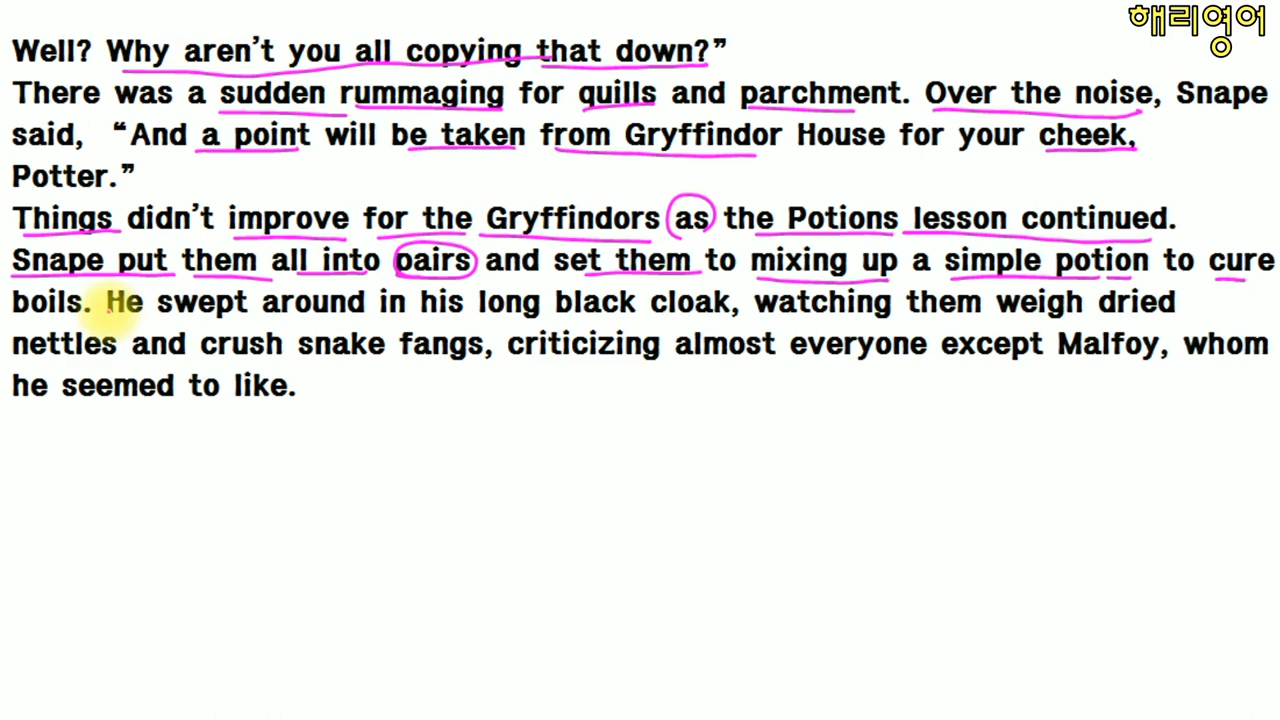 해리영어
Well? Why aren't you all copying that down?”
There was a sudden rummaging for quills and parchment. Over the noise, Snape
said, “And a point will be taken from Gryffindor House for your cheek,
Potter.”
Things didn't improve for the Gryffindors as the Potions lesson continued.
Snape put them all into pairs and set them to mixing up a simple potion to cure
boils. He swept around in his long black cloak, watching them weigh dried
nettles and crush snake fangs, criticizing almost everyone except Malfoy, whom
he seemed to like.